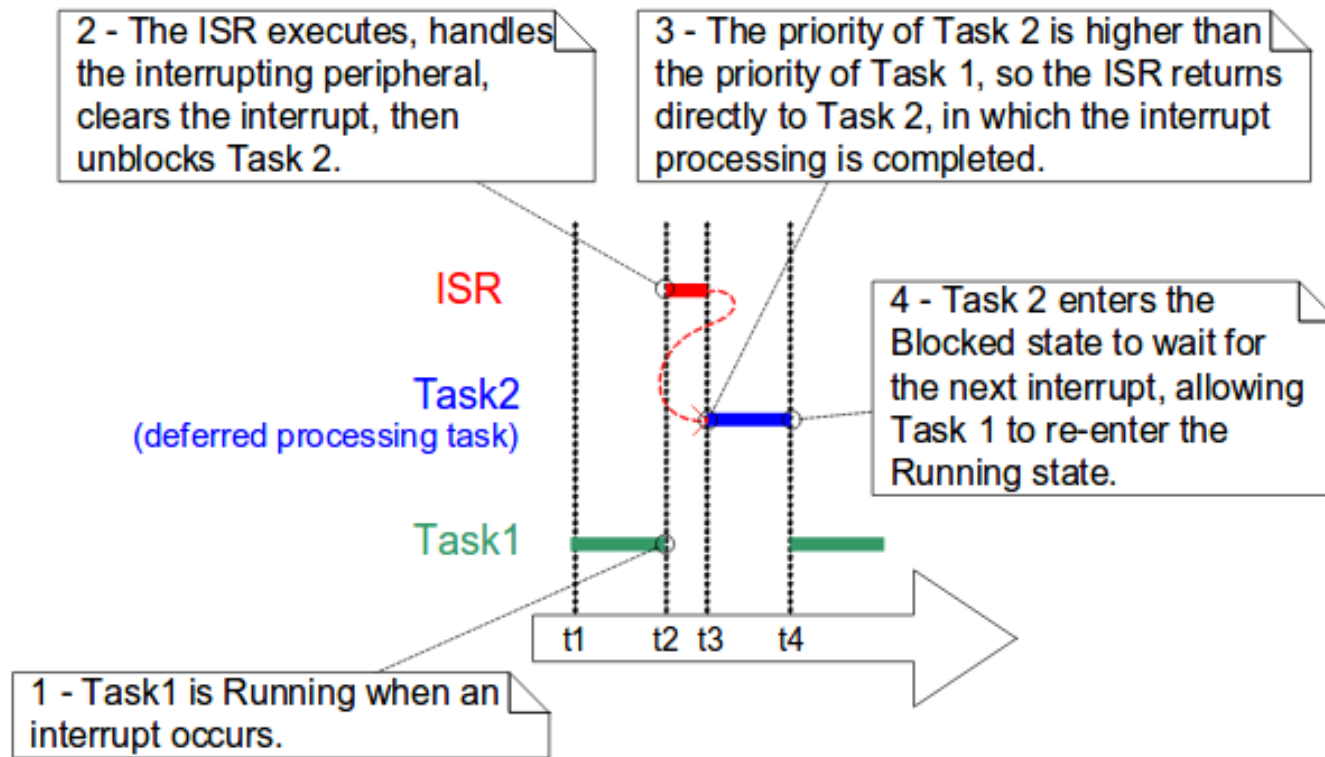 2 - The ISR executes, handles
the interrupting peripheral,
clears the interrupt, then
unblocks Task 2.
3 - The priority of Task 2 is higher than
the priority of Task 1, so the ISR returns
directly to Task 2, in which the interrupt
processing is completed.
ISR
4 - Task 2 enters the
Blocked state to wait for
the next interrupt, allowing
Task 1 to re-enter the
Running state.
Task2
(deferred processing task)
Task1
t1 t2 t3 t4
1 - Task1 is Running when an
interrupt occurs.